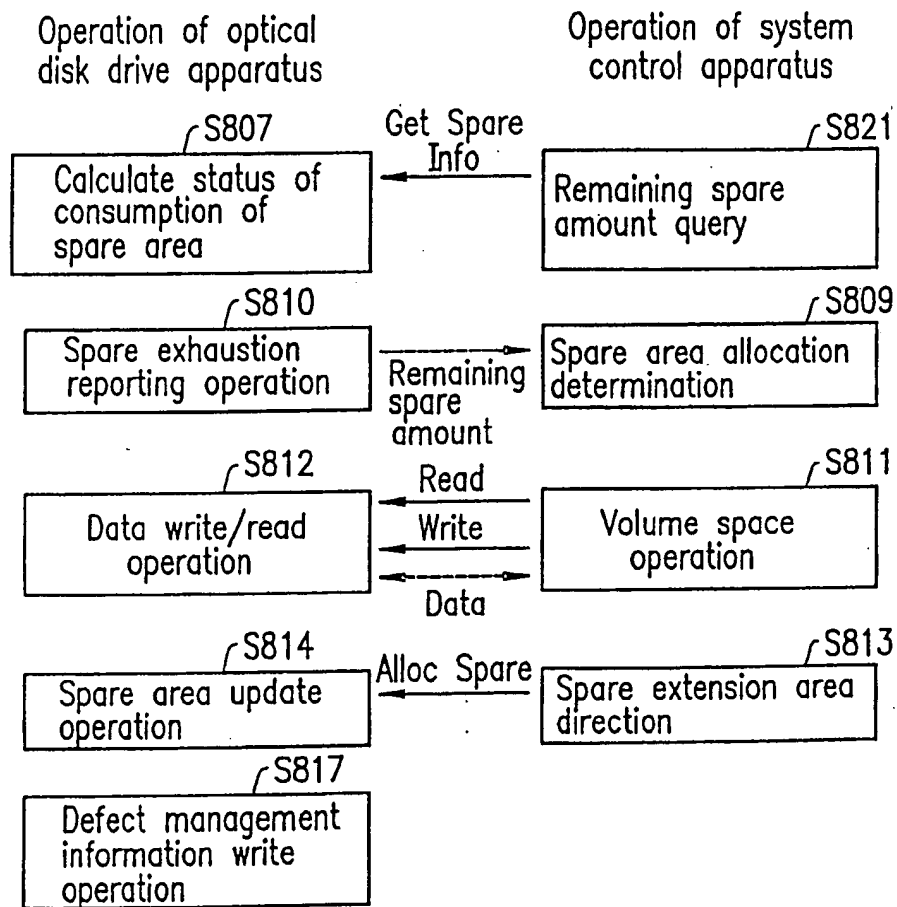 Operation of optical
disk drive apparatus
Operation of system
control apparatus
S807
Get Spare
Info
S821
Calculate status of
consumption of
spare area
Remaining spare
amount query
S810
S809
Spare exhaustion
reporting operation
Remaining
spare
amount
Spare area allocation
determination
S812
Read
S811
Data write/read
operation
Write
Data
Volume space
operation
S814
Alloc Spare
S813
Spare area update
operation
Spare extension area
direction
S817
Defect management
information write
operation